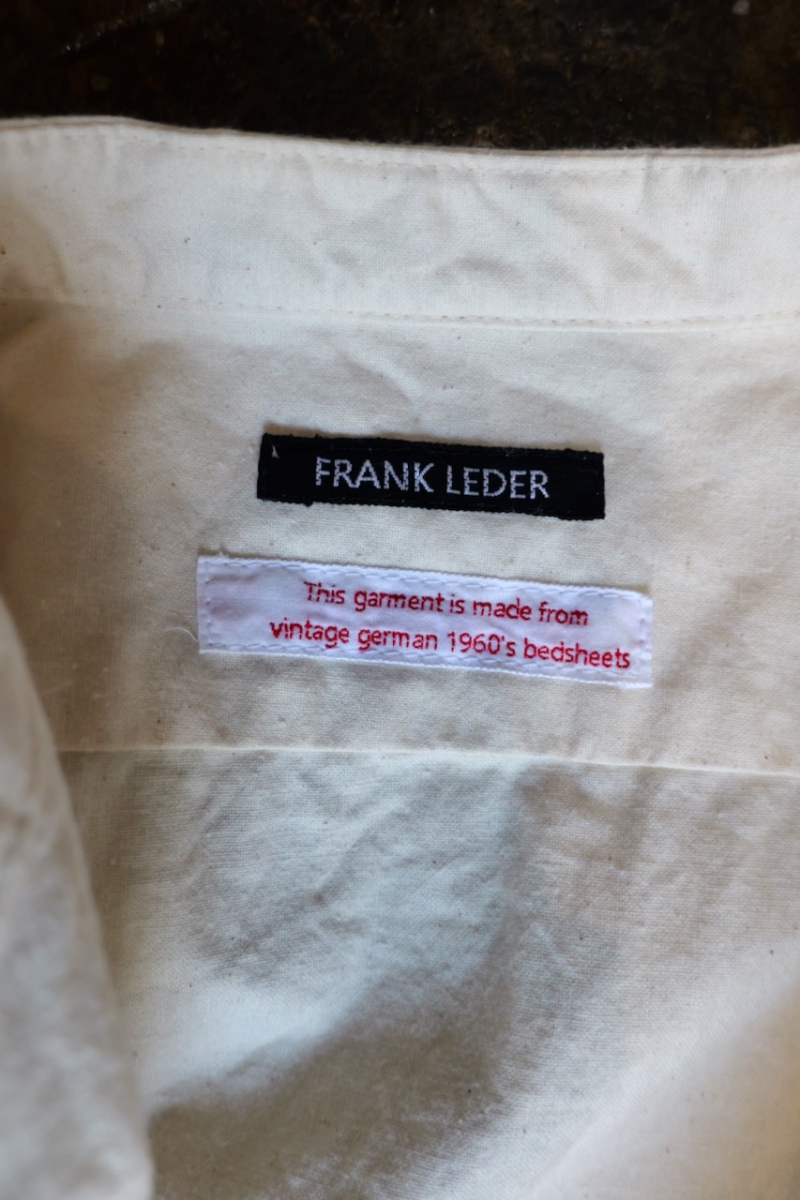 FRANK LEDER
This garment is made from
vintage german 1960's bedsheets